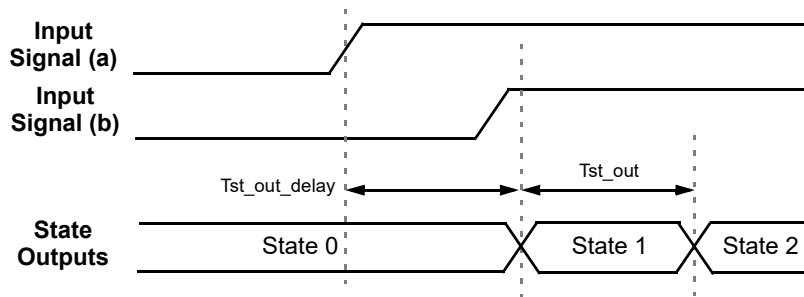 Input
Signal (a)
Input
Signal (b)
Tst_out_delay
Tst_out
State
Outputs
State 0
State 1
State 2